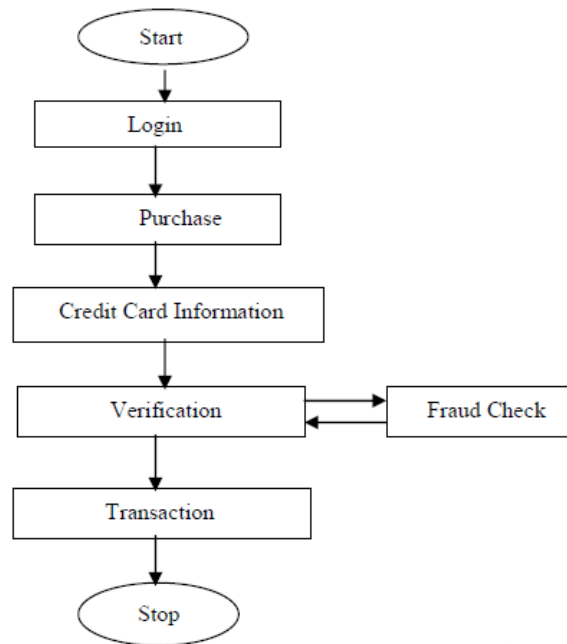 Start
Login
Purchase
Credit Card Information
Verification
Fraud Check
Transaction
Stop